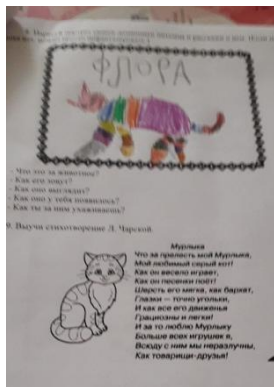 ФЛОРА
- Что это за животное?
- Как его зовут?
- Как оно выглядит?
- Как оно у тебя появилось?
- Как ты за ним ухаживаешь?
9. Выучи стихотворение Л. Чарской.
Мурлыка
Что за прелесть мой Мурлыка,
Мой любимый серый кот!
Как он весело играет,
Как он песенки поёт!
Шерсть его мягка, как бархат,
Глазки — точно угольки,
И как все его движенья
Грациозны и легки!
И за то люблю Мурлыку
Больше всех игрушек я,
Всюду с ним мы неразлучны,
Как товарищи-друзья!